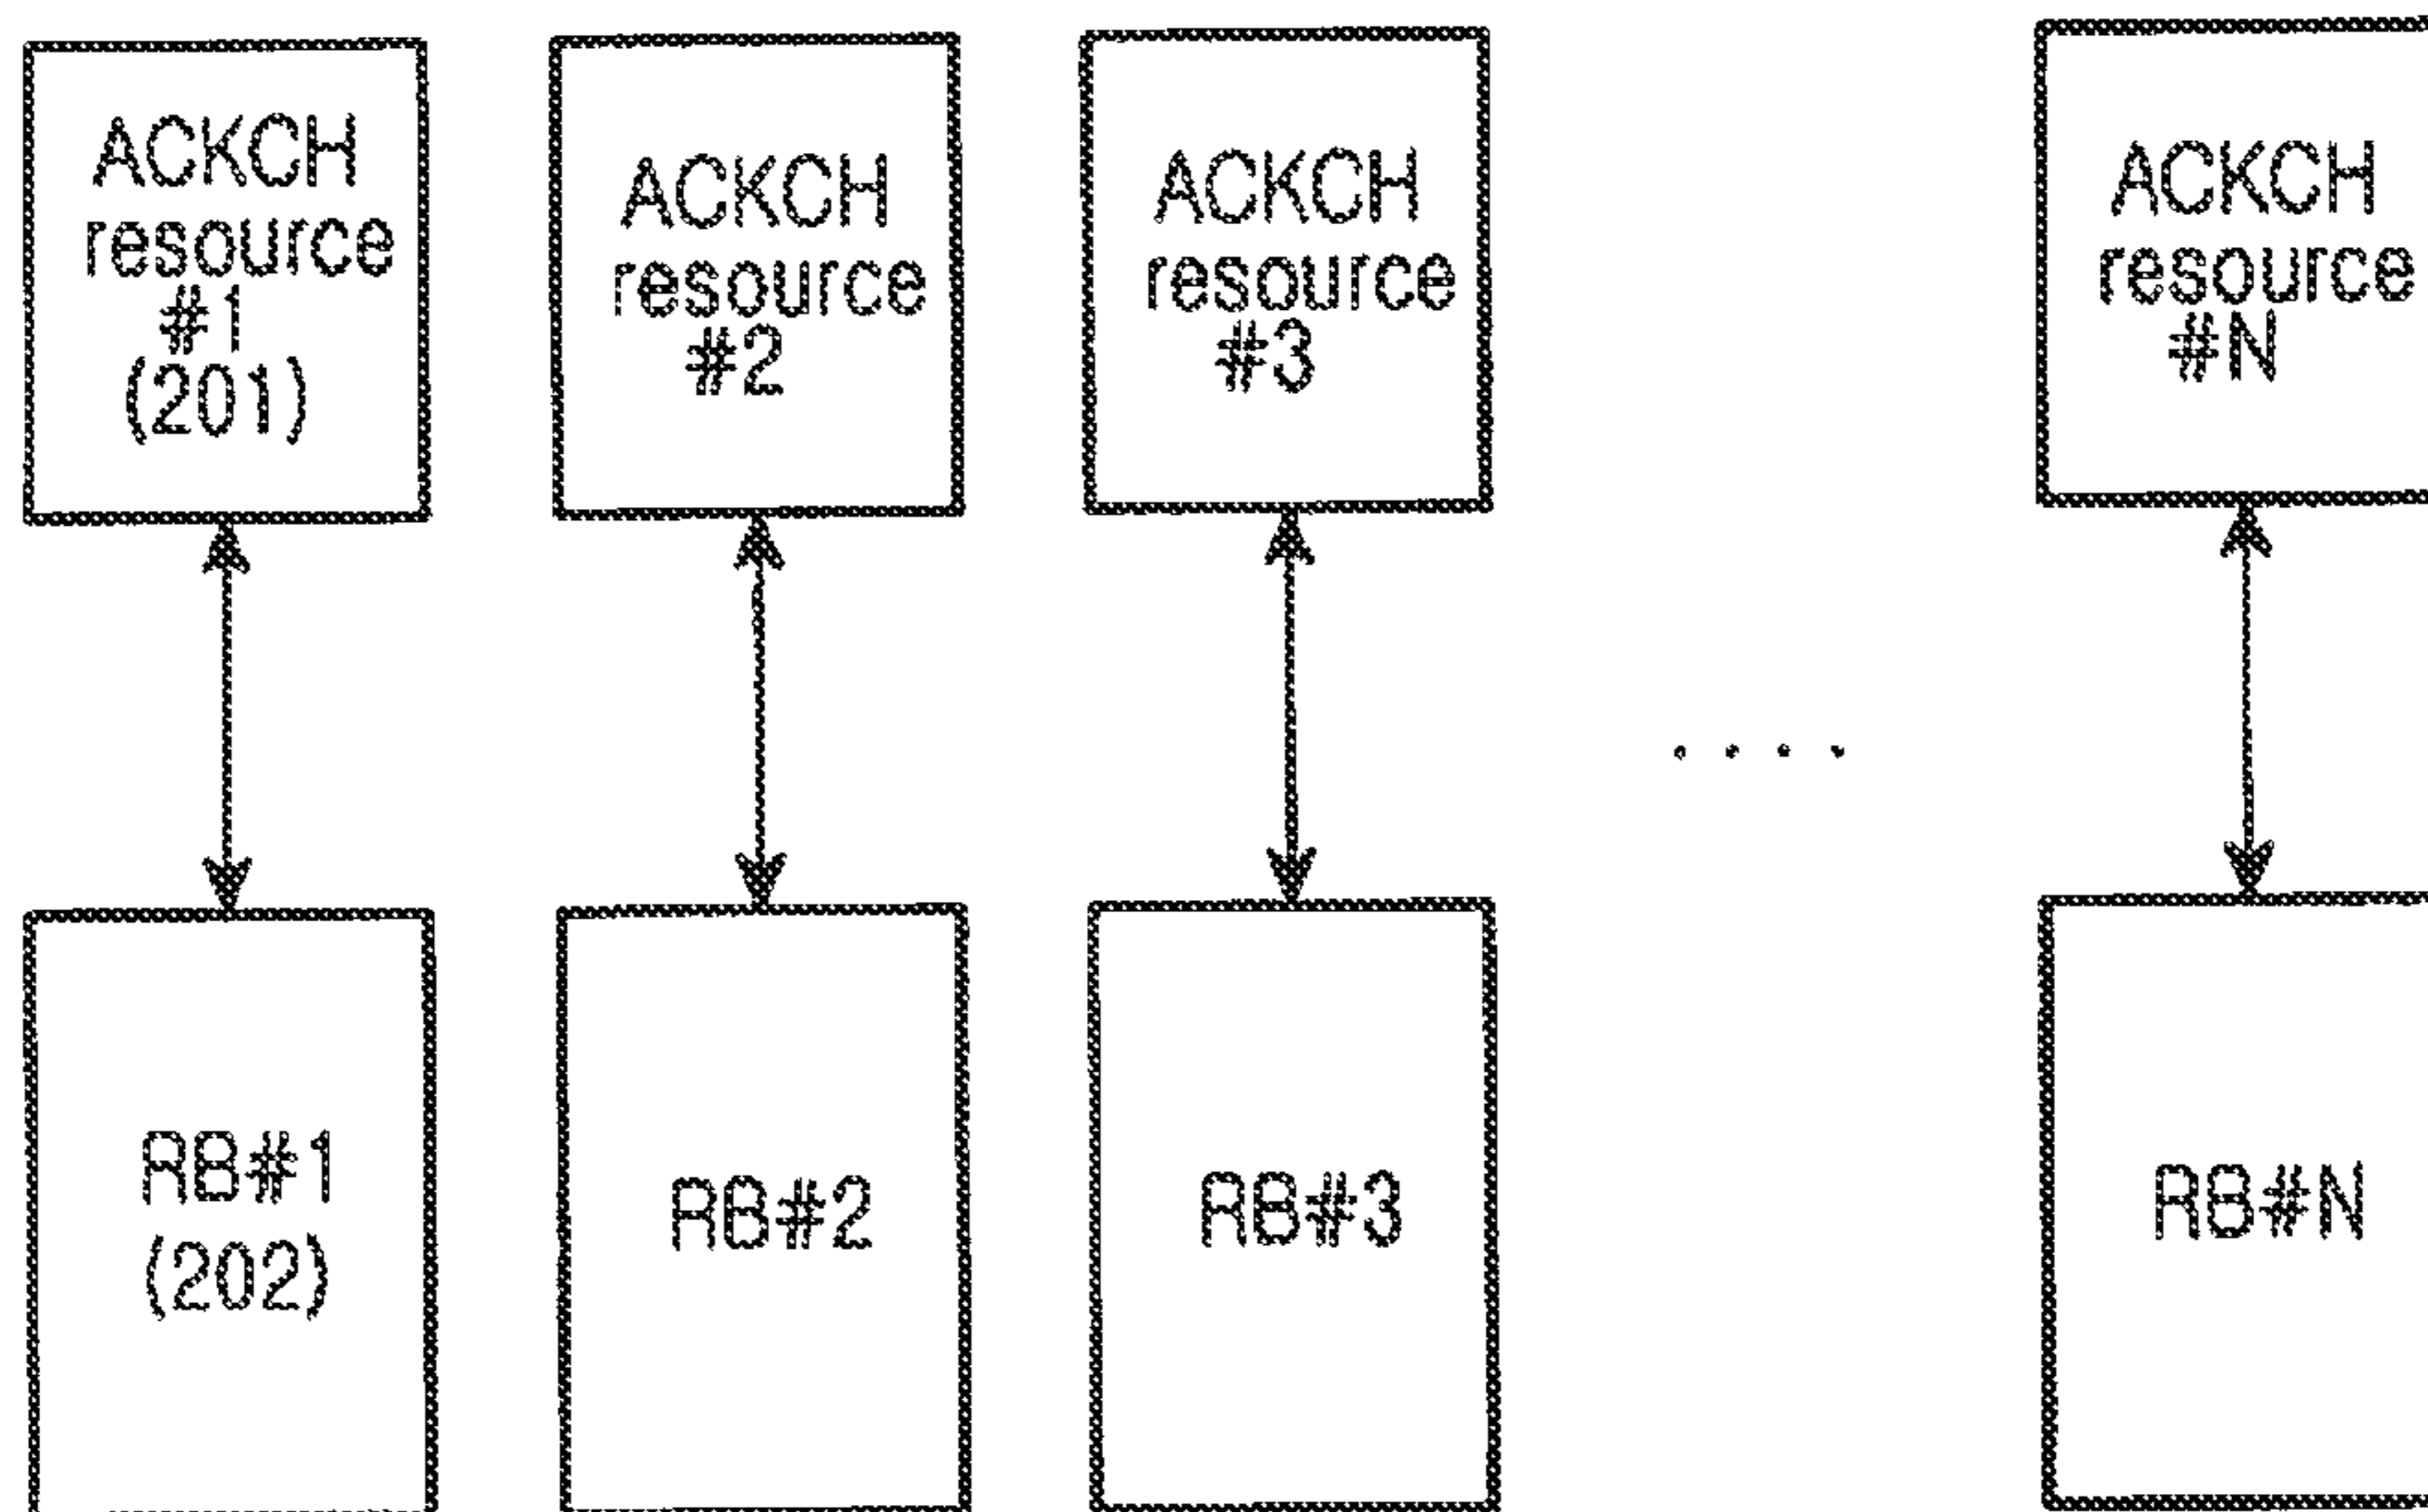 ACKCH
resource
#1
(201)
ACKCH
resource
#2
ACKCH
resource
#3
ACKCH
resource
#N
RB#1
(202)
RB#2
RB#3
RB#N